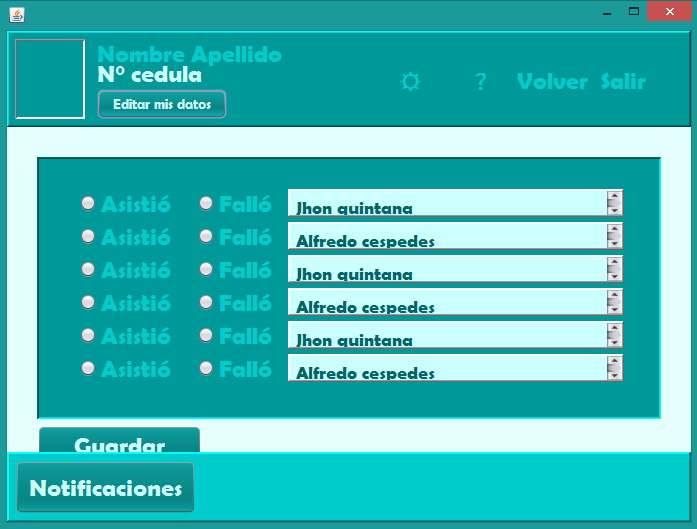 Nombre Apellido
Nº cedula
Editar mis datos
? Volver Salir
Asistió Falló Jhon quintana
Asistió Falló Alfredo cespedes
Asistió Falló Jhon quintana
Asistió Falló Alfredo cespedes
Asistió Falló Jhon quintana
Asistió Falló Alfredo cespedes
Guardar
Notificaciones